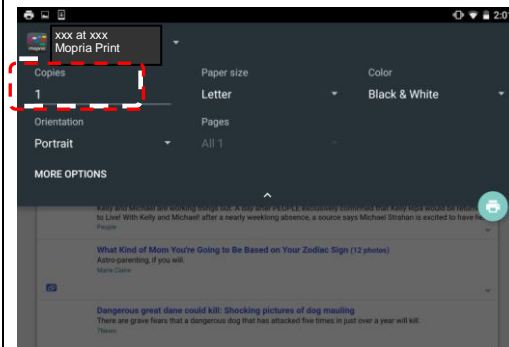 2:0
xxx at xxx
Mopria Print
mopria
Copies
Paper size
Color
1
Letter
Black & White
Orientation
Pages
Portrait
All 1
MORE OPTIONS
to Live! With Kelly and Michael! after a nearly weeklong absence, a source says Michael Strahan is excited to have he
People
What Kind of Mom You're Going to Be Based on Your Zodiac Sign (12 photos)
Astro-parenting, if you will.
Marie Claire
Dangerous great dane could kill: Shocking pictures of dog mauling
There are grave fears that a dangerous dog that has attacked five times in just over a year will kill.